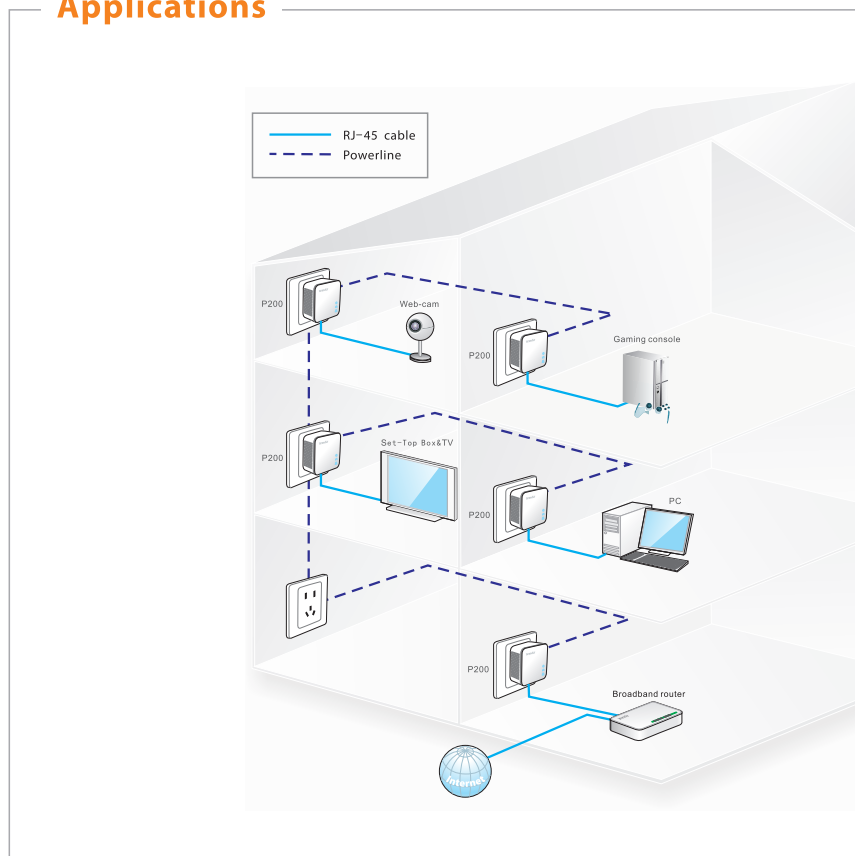 Applications
RJ-45 cable
Powerline
P200
Web-cam
P200
Gaming console
P200
Set-Top Box&TV
P200
PC
P200
Broadband router
Internet